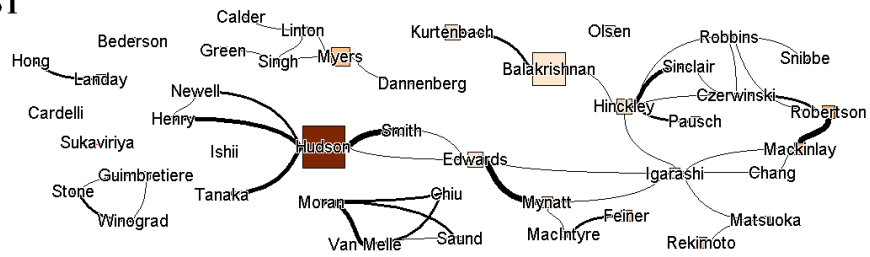 Calder
Linton
Kurtenbach
Olsen
Robbins
Bederson
Green
Singh
Myers
Snibbe
Hong
Landay
Dannenberg
Balakrishnan
Sinclair
Newell
Hinckley
Czerwinski
Cardelli
Henry
Pausch
Robertson
Sukaviriya
Ishii
Hudson
Smith
Mackinlay
Guimbretiere
Edwards
Igarashi
Chang
Stone
Tanaka
Moran
Chiu
Mynatt
Feiner
Winograd
Van Melle
Saund
MacIntyre
Matsuoka
Rekimoto